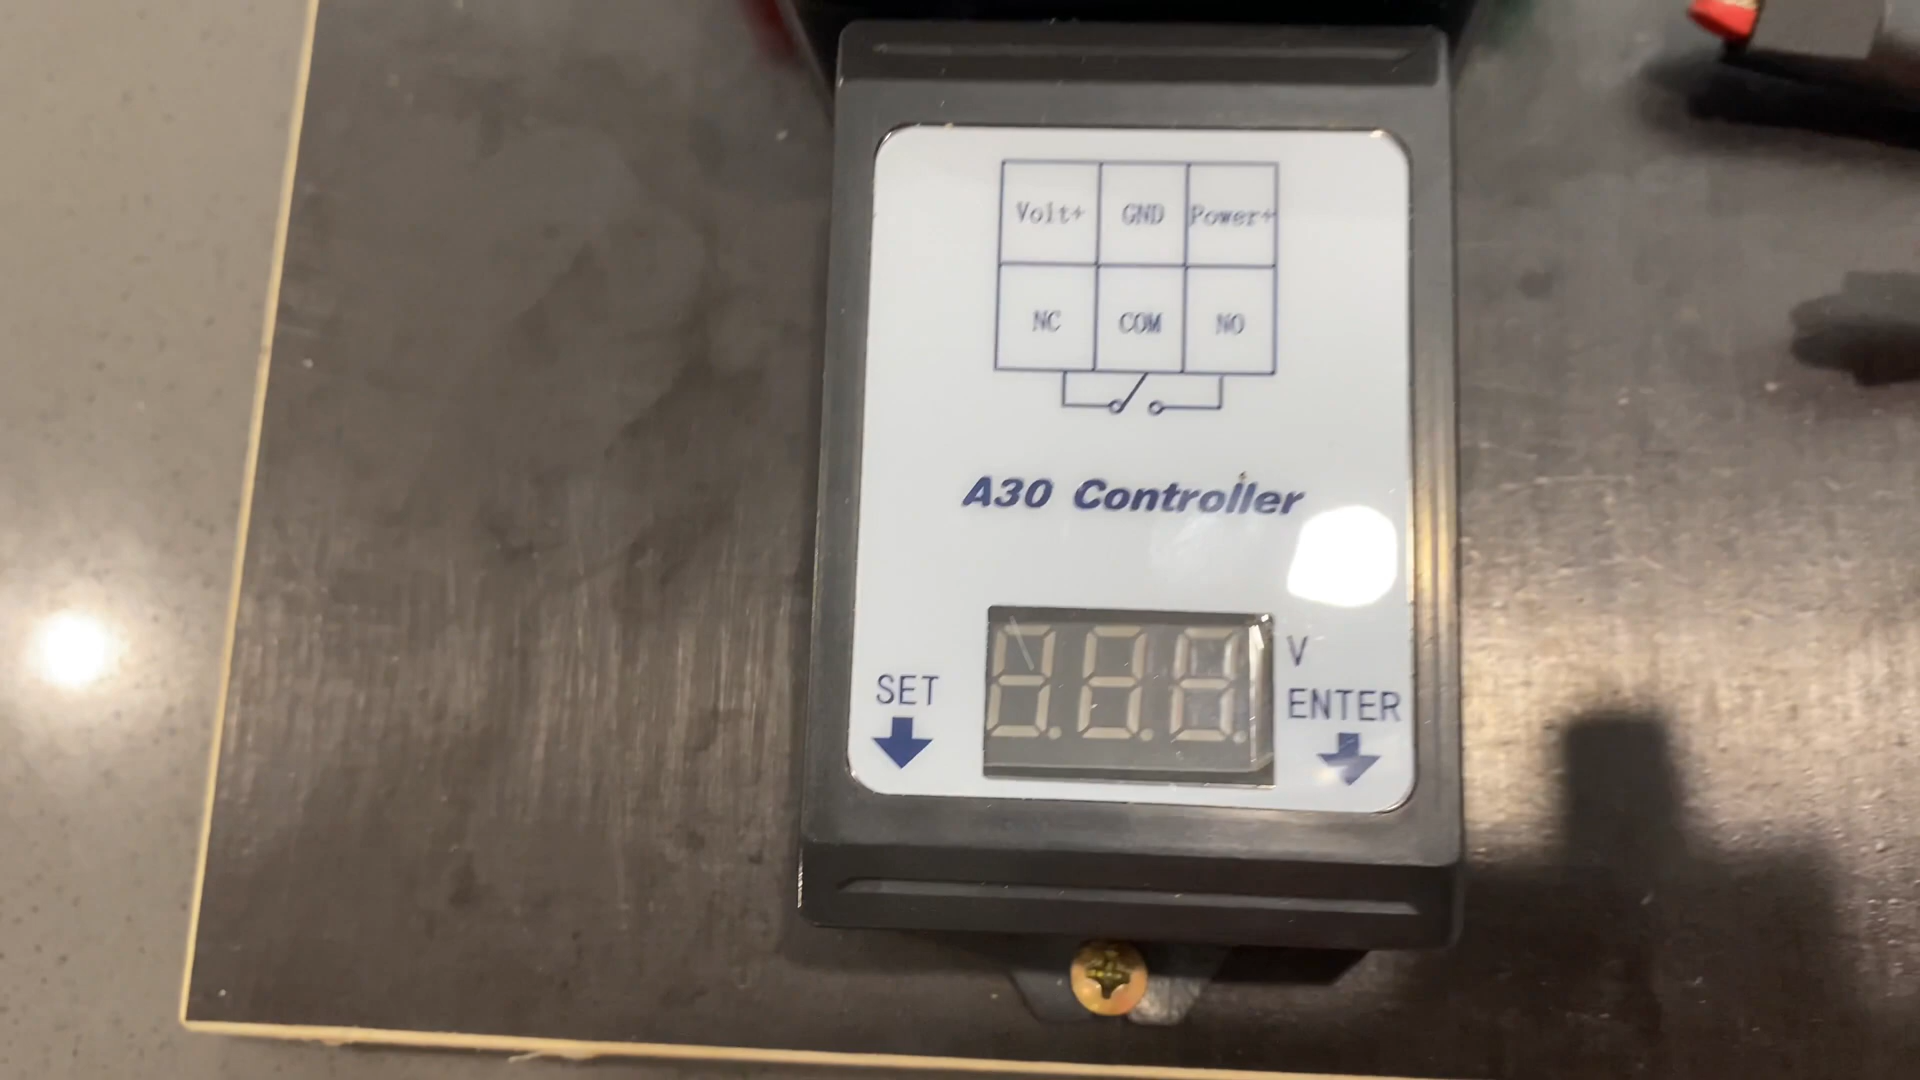 Volt+ GND Power+
NC COM NO
A30 Controller
V
SET ENTER